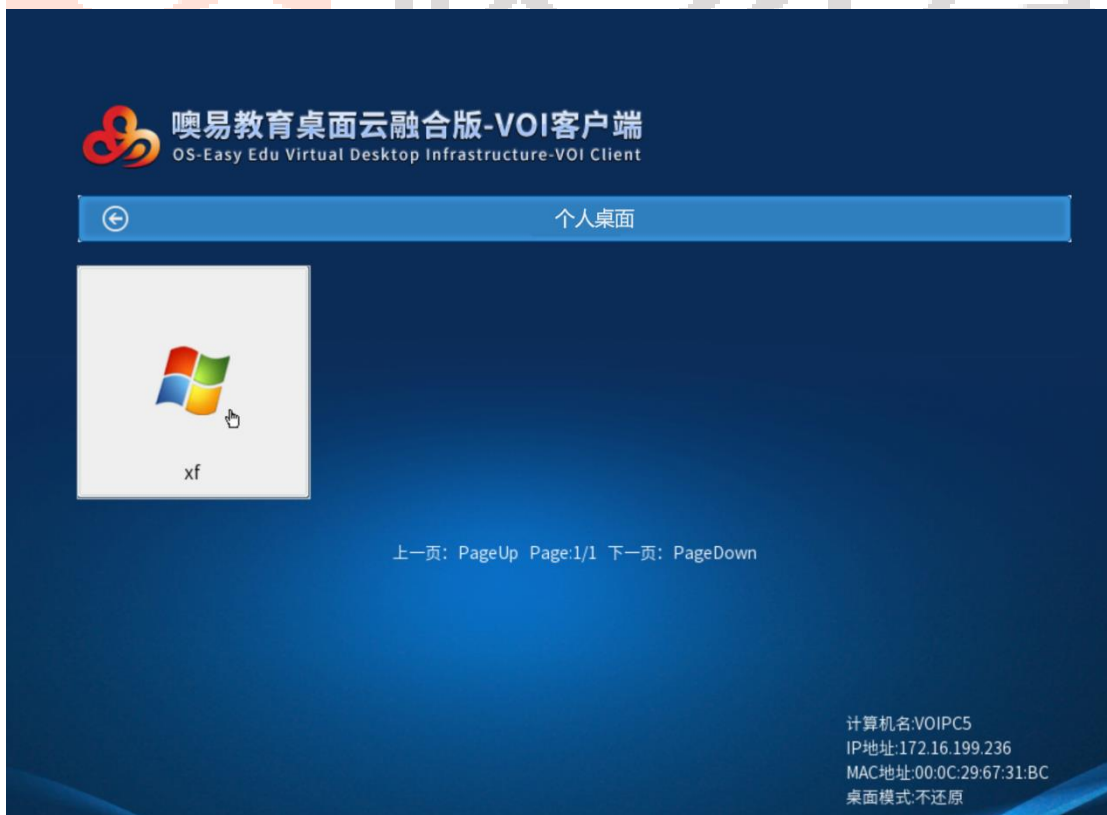 噢易教育桌面云融合版-VOI客户端
OS-Easy Edu Virtual Desktop Infrastructure-VOI Client
个人桌面
xf
上一页: PageUp Page:1/1 下一页: PageDown
计算机名:VOIPC5
IP地址:172.16.199.236
MAC地址:00:0C:29:67:31:BC
桌面模式:不还原